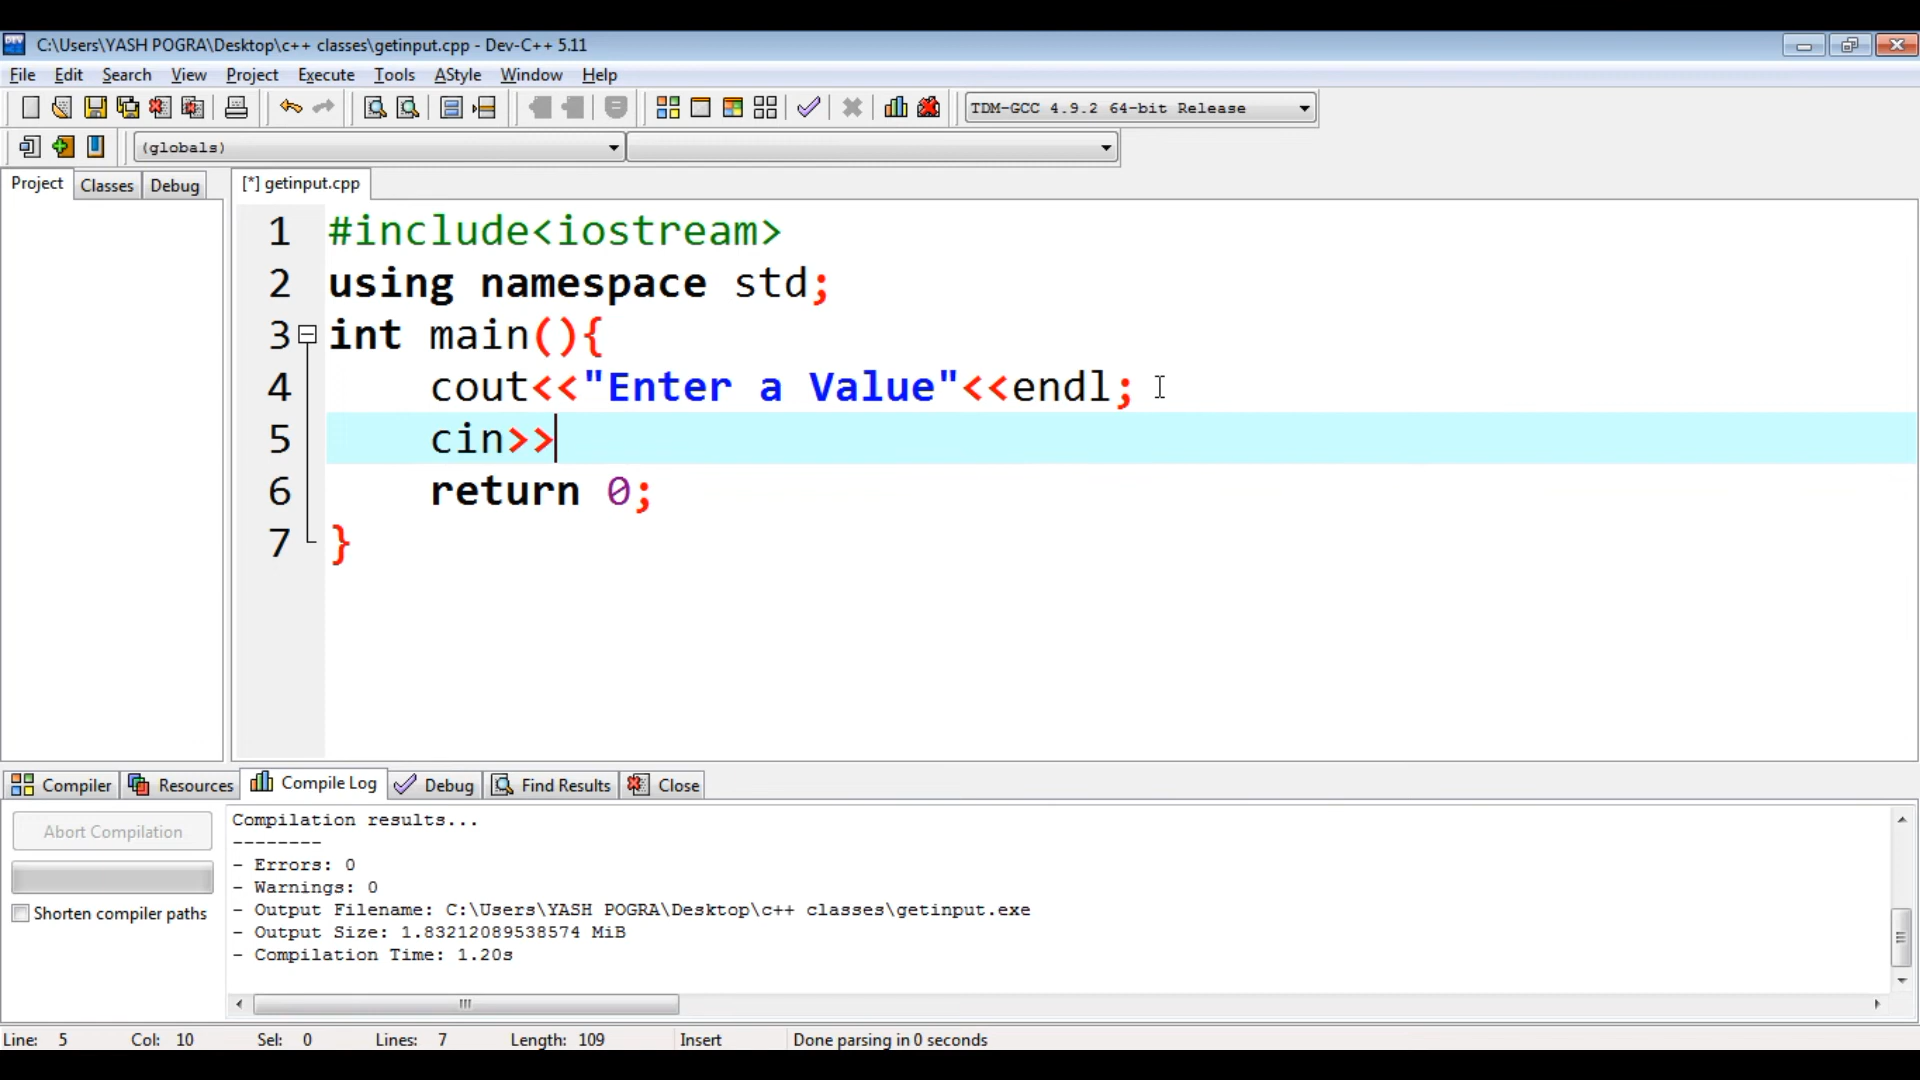 C:\Users\YASH POGRA\Desktop\c++ classes\getinput.cpp - Dev-C++ 5.11
File Edit Search View Project Execute Tools AStyle Window Help
TDM-GCC 4.9.2 64-bit Release
(globals)
Project Classes Debug [*] getinput.cpp
1 #include<iostream>
2 using namespace std;
3 int main(){
4 cout<<"Enter a Value"<<endl;
5 cin>>
6 return 0;
7 }
Compiler Resources Compile Log Debug Find Results Close
Abort Compilation
Shorten compiler paths
Compilation results...
--------
- Errors: 0
- Warnings: 0
- Output Filename: C:\Users\YASH POGRA\Desktop\c++ classes\getinput.exe
- Output Size: 1.83212089538574 MiB
- Compilation Time: 1.20s
Line: 5 Col: 10 Sel: 0 Lines: 7 Length: 109 Insert Done parsing in 0 seconds